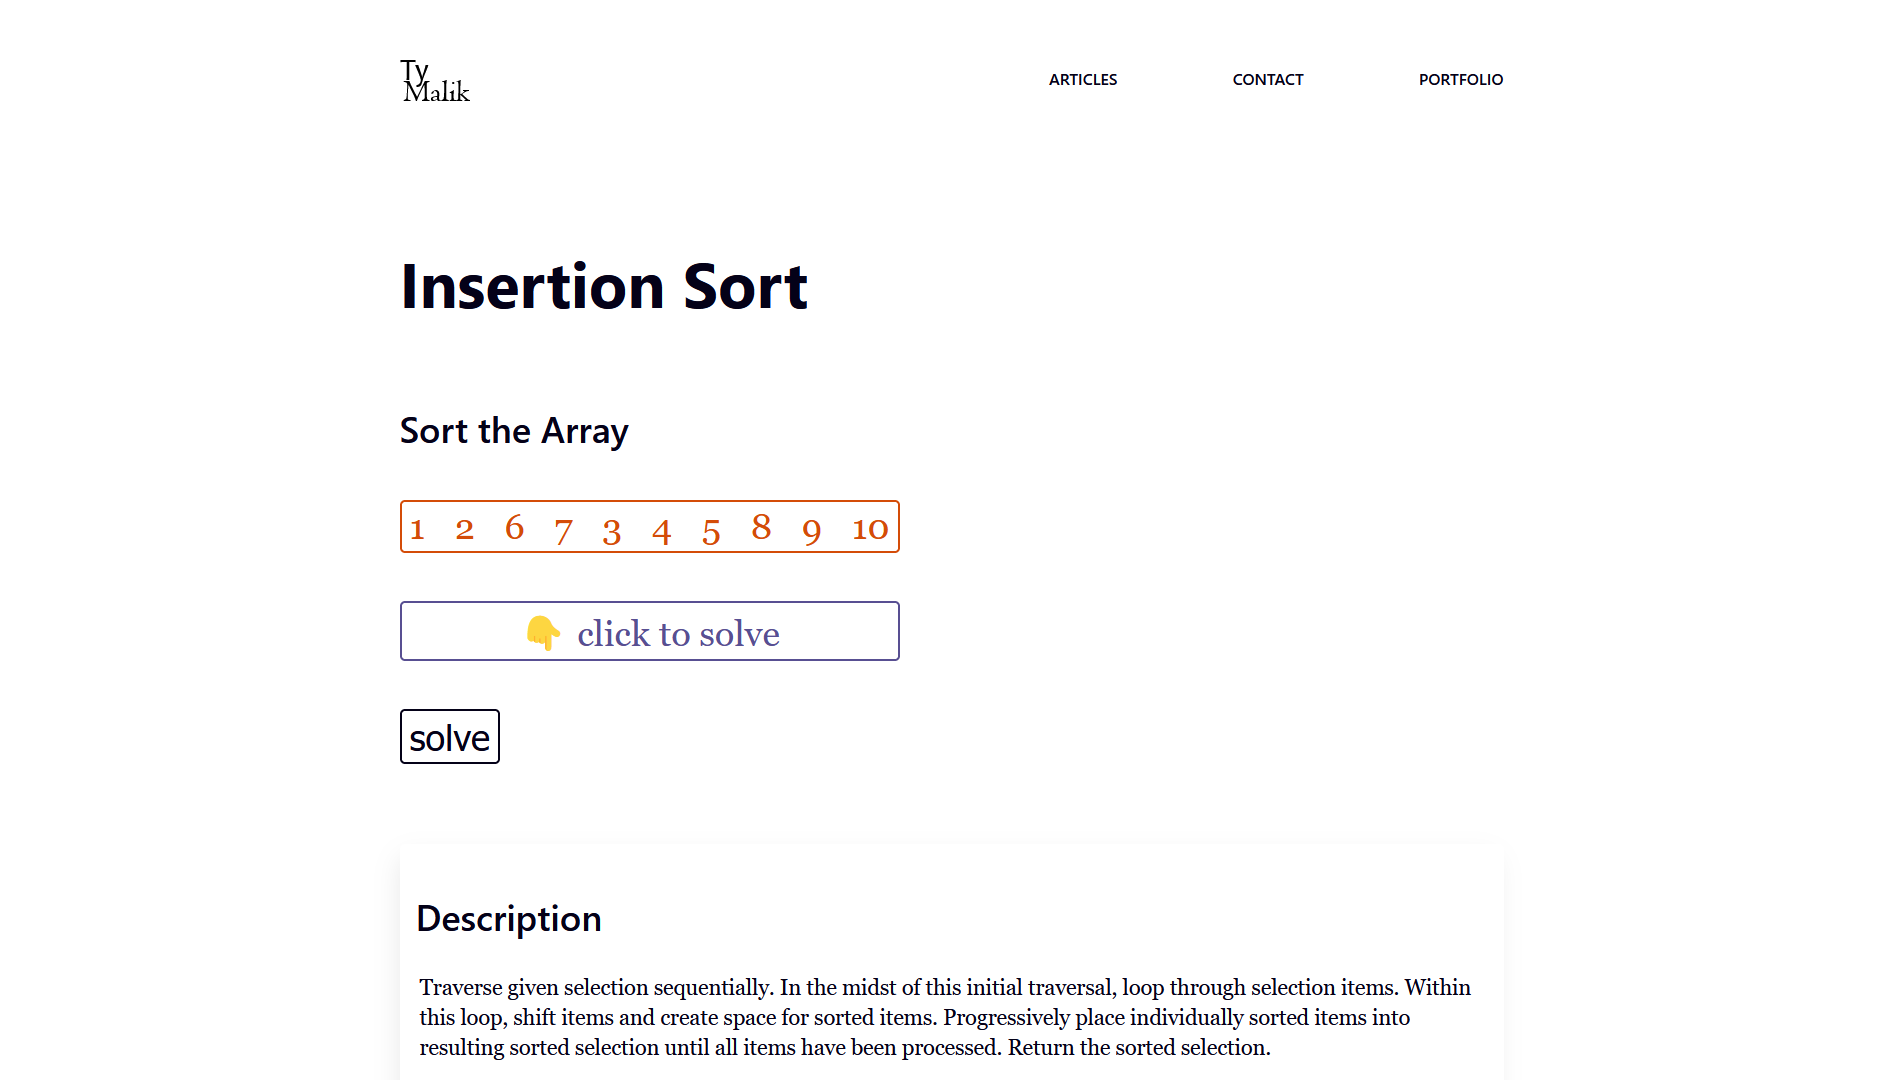 Ty
Malik
ARTICLES CONTACT PORTFOLIO
Insertion Sort
Sort the Array
1 2 6 7 3 4 5 8 9 10
👇 click to solve
solve
Description
Traverse given selection sequentially. In the midst of this initial traversal, loop through selection items. Within
this loop, shift items and create space for sorted items. Progressively place individually sorted items into
resulting sorted selection until all items have been processed. Return the sorted selection.